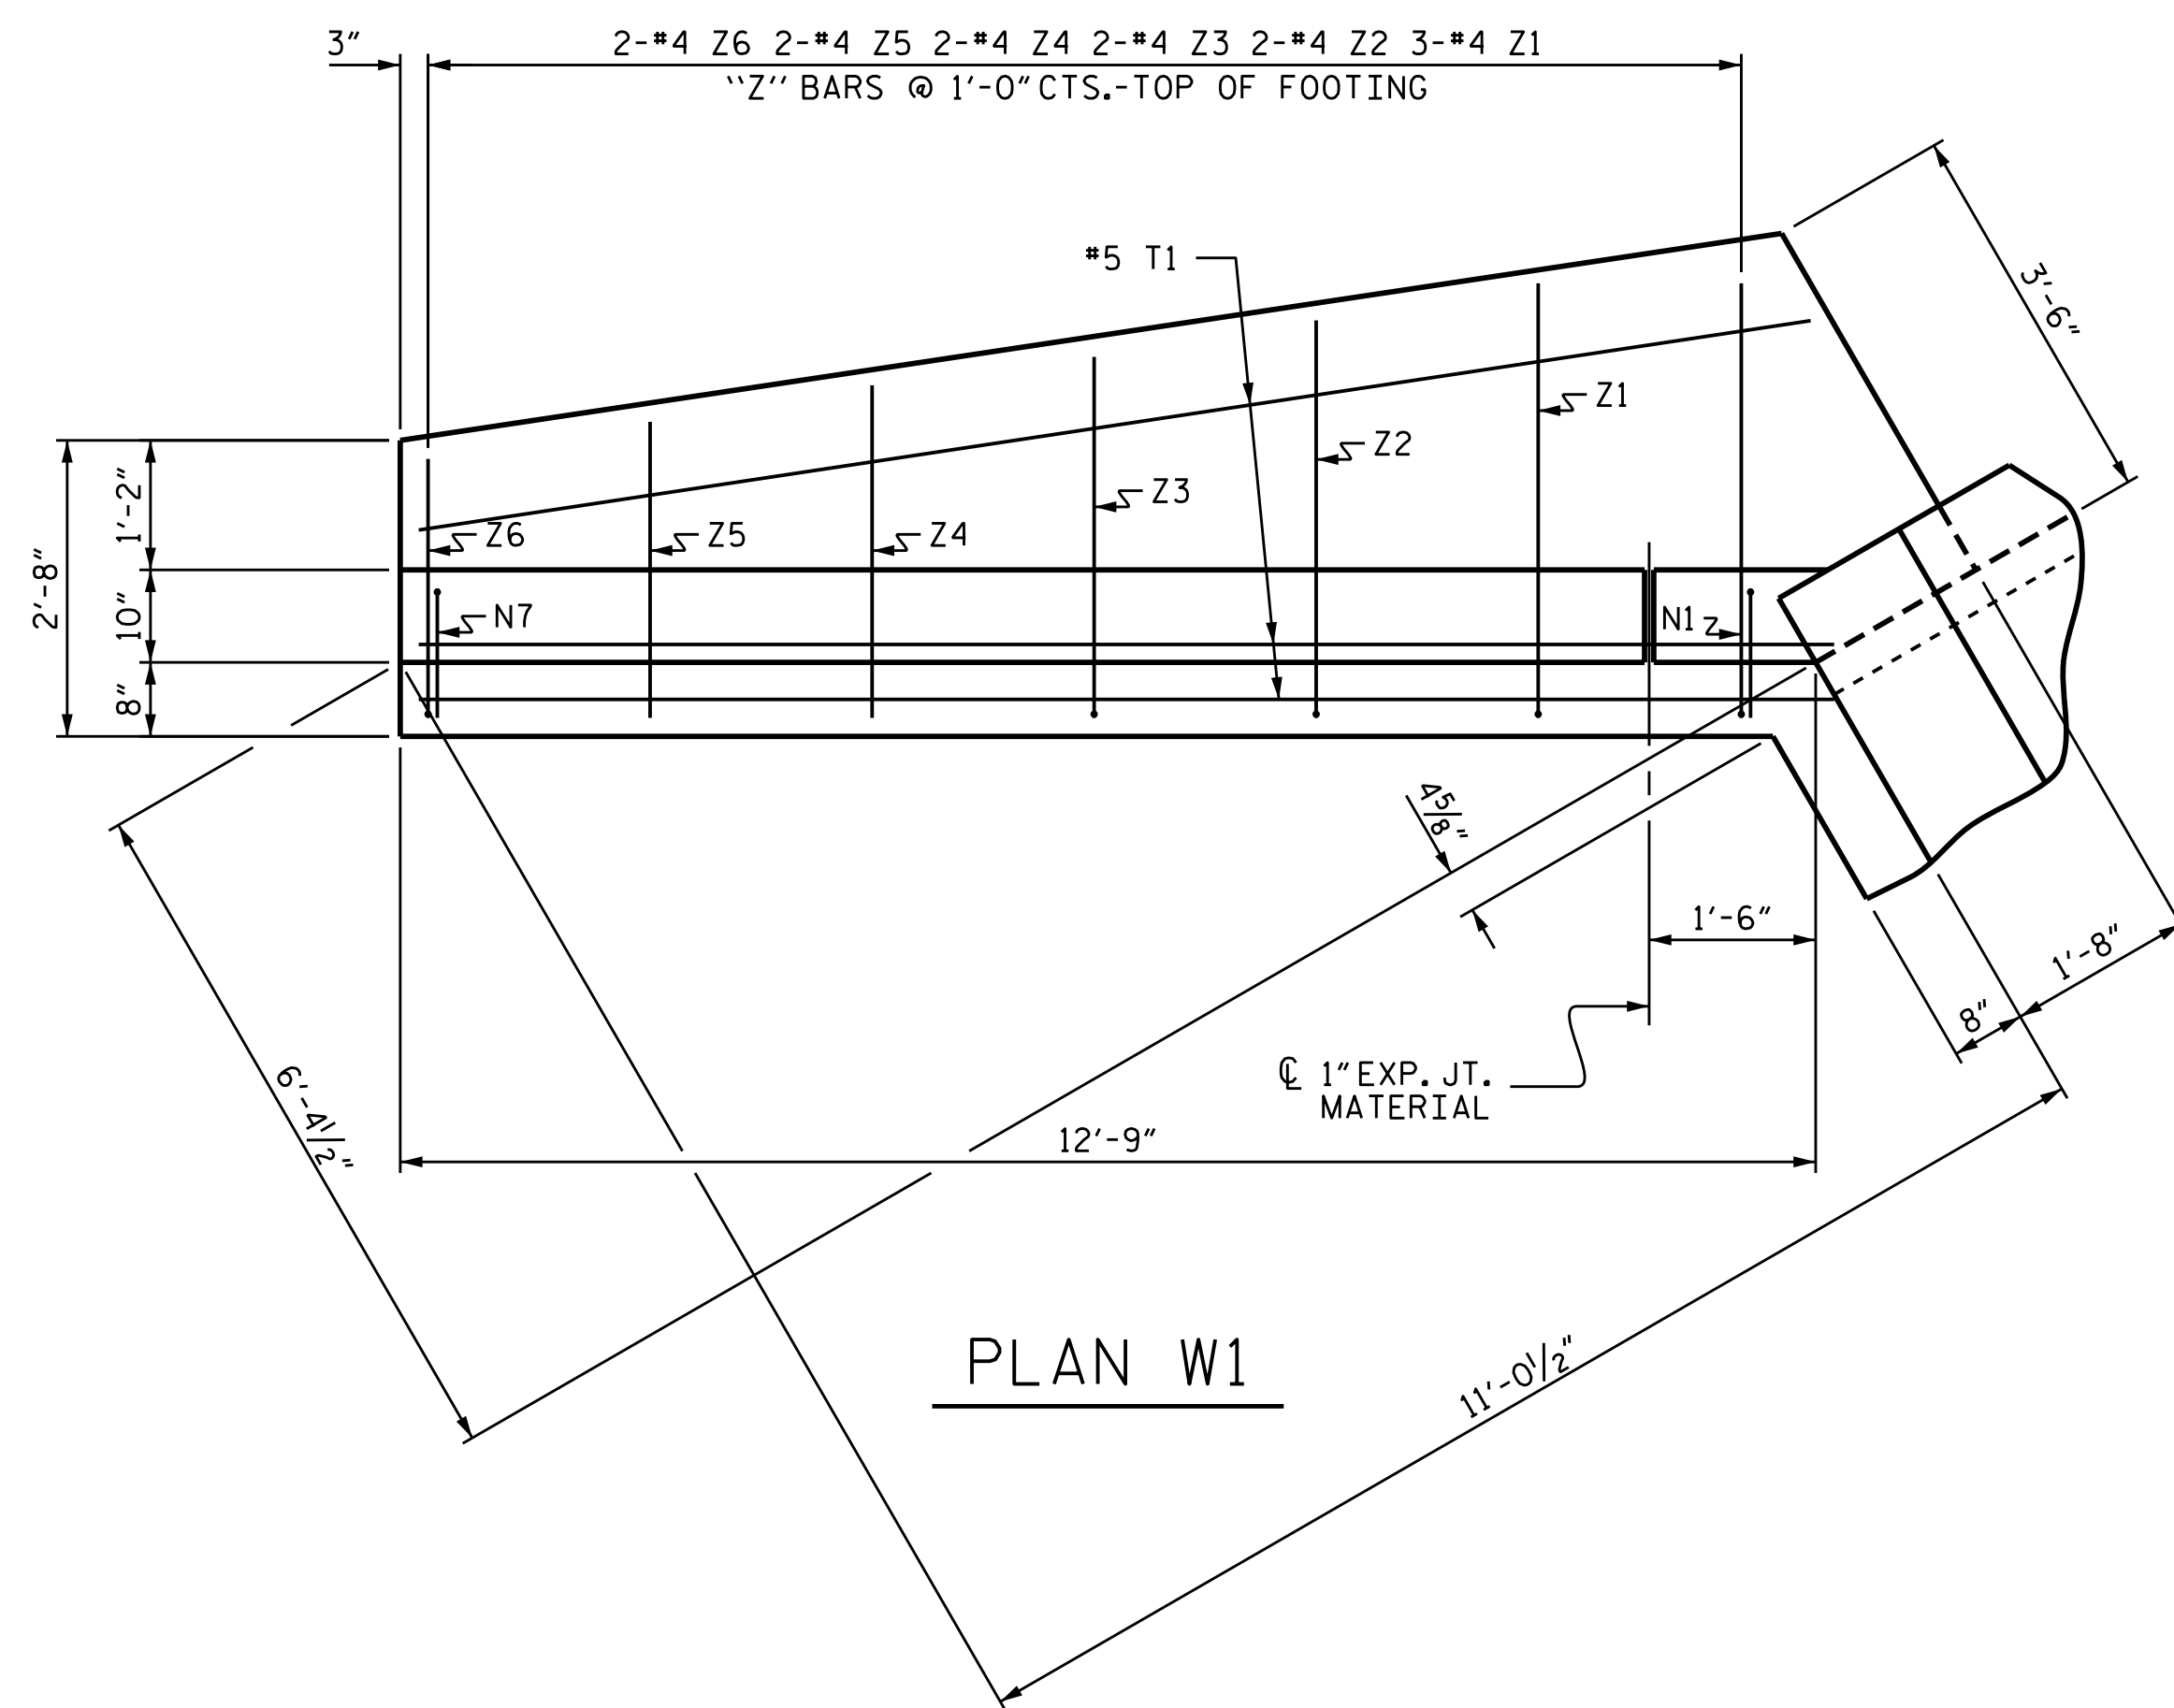 3"
2-#4 Z6 2-#4 Z5 2-#4 Z4 2-#4 Z3 2-#4 Z2 3-#4 Z1
"Z" BARS @ 1'-0" CTS.-TOP OF FOOTING
#5 T1
3'-6"
Z1
Z2
Z3
Z6
Z5
Z4
1'-2"
2'-8"
10"
8"
N7
N1
4 5/8"
1'-6"
1'-8"
8"
℄ 1" EXP. JT.
MATERIAL
6'-4 1/2"
12'-9"
11'-0 1/2"
PLAN W1